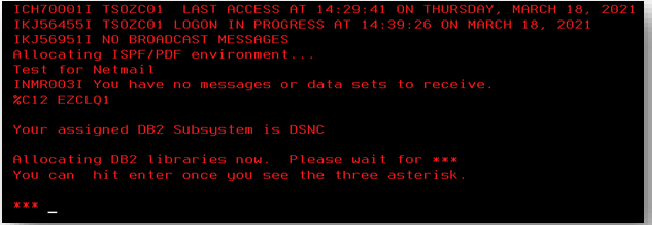 ICH70001I TSOZC01  LAST ACCESS AT 14:29:41 ON THURSDAY, MARCH 18, 2021
IKJ56455I TSOZC01 LOGON IN PROGRESS AT 14:39:26 ON MARCH 18, 2021
IKJ56951I NO BROADCAST MESSAGES
Allocating ISPF/PDF environment...
Test for Netmail
INMR003I You have no messages or data sets to receive.
%C12 EZCLQ1
Your assigned DB2 Subsystem is DSNC
Allocating DB2 libraries now.  Please wait for ***
You can  hit enter once you see the three asterisk.
*** _